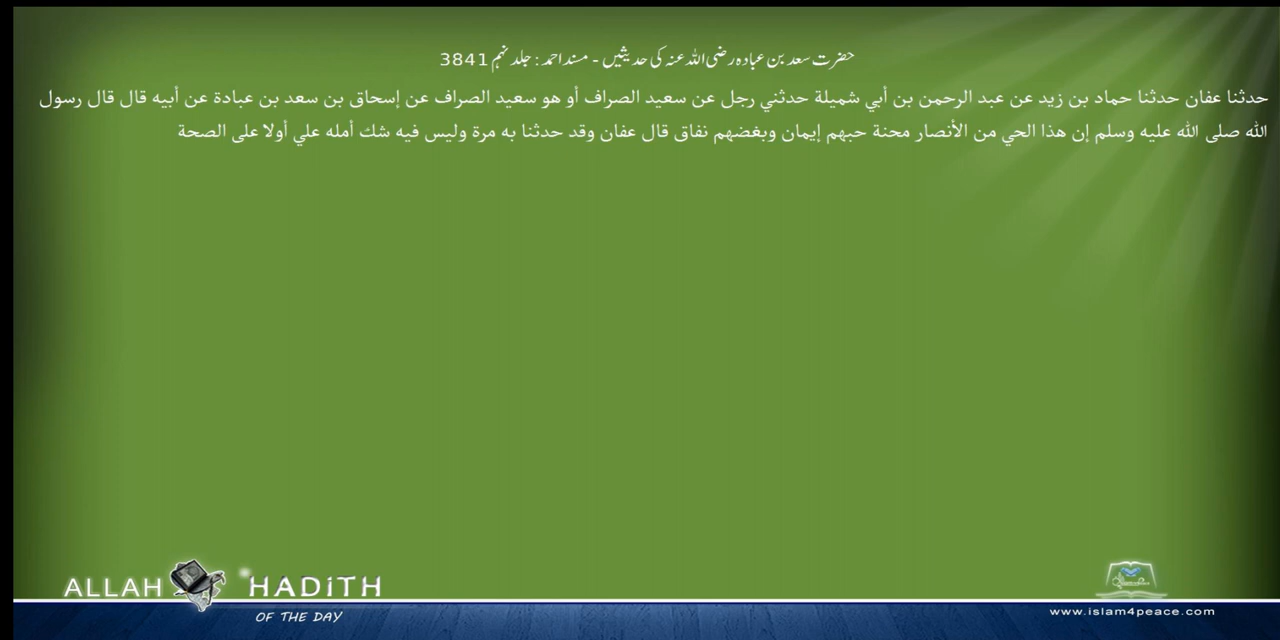 حضرت سعد بن عبادہ رضی اللہ عنہ کی حدیثیں - مسند احمد : جلد نہم 3841
حدثنا عفان حدثنا حماد بن زيد عن عبد الرحمن بن أبي شميلة حدثني رجل عن سعيد الصراف أو هو سعيد الصراف عن إسحاق بن سعد بن عبادة عن أبيه قال قال رسول
الله صلى الله عليه وسلم إن هذا الحي من الأنصار محنة حبهم إيمان وبغضهم نفاق قال عفان وقد حدثنا به مرة وليس فيه شك أمله علي أولا على الصحة
ALLAH HADiTH
OF THE DAY
www.islam4peace.com